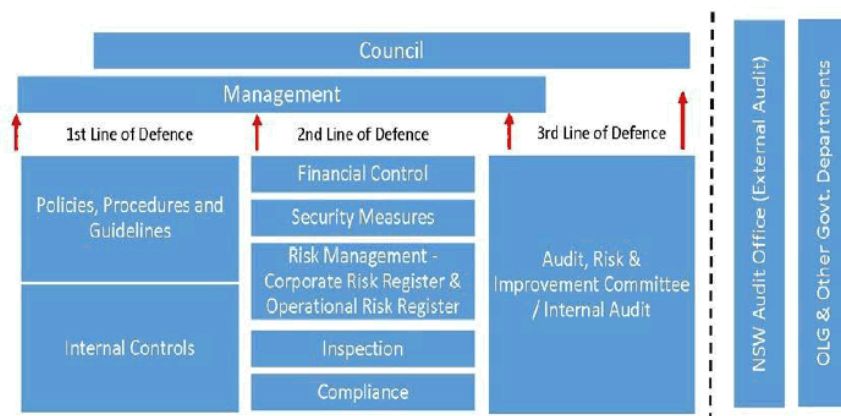 Council
Management
1st Line of Defence
2nd Line of Defence
3rd Line of Defence
Policies, Procedures and
Guidelines
Internal Controls
Financial Control
Security Measures
Risk Management -
Corporate Risk Register &
Operational Risk Register
Inspection
Compliance
Audit, Risk &
Improvement Committee
/ Internal Audit
NSW Audit Office (External Audit)
OLG & Other Govt. Departments